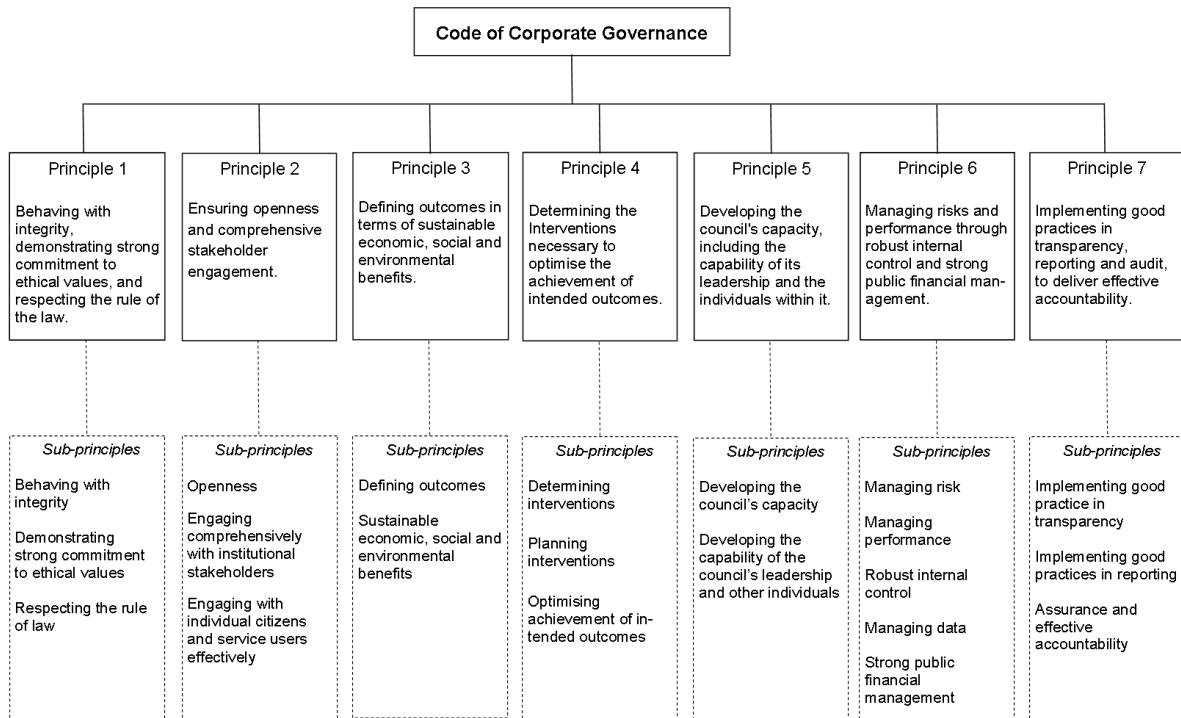 Code of Corporate Governance
Principle 1
Behaving with
integrity,
demonstrating strong
commitment to
ethical values, and
respecting the rule of
the law.
Principle 2
Ensuring openness
and comprehensive
stakeholder
engagement.
Principle 3
Defining outcomes in
terms of sustainable
economic, social and
environmental
benefits.
Principle 4
Determining the
Interventions
necessary to
optimise the
achievement of
intended outcomes.
Principle 5
Developing the
council's capacity,
including the
capability of its
leadership and the
individuals within it.
Principle 6
Managing risks and
performance through
robust internal
control and strong
public financial man-
agement.
Principle 7
Implementing good
practices in
transparency,
reporting and audit,
to deliver effective
accountability.
Sub-principles
Behaving with
integrity
Demonstrating
strong commitment
to ethical values
Respecting the rule
of law
Sub-principles
Openness
Engaging
comprehensively
with institutional
stakeholders
Engaging with
individual citizens
and service users
effectively
Sub-principles
Defining outcomes
Sustainable
economic, social and
environmental
benefits
Sub-principles
Determining
interventions
Planning
interventions
Optimising
achievement of in-
tended outcomes
Sub-principles
Developing the
council's capacity
Developing the
capability of the
council's leadership
and other individuals
Sub-principles
Managing risk
Managing
performance
Robust internal
control
Managing data
Strong public
financial
management
Sub-principles
Implementing good
practice in
transparency
Implementing good
practices in reporting
Assurance and
effective
accountability